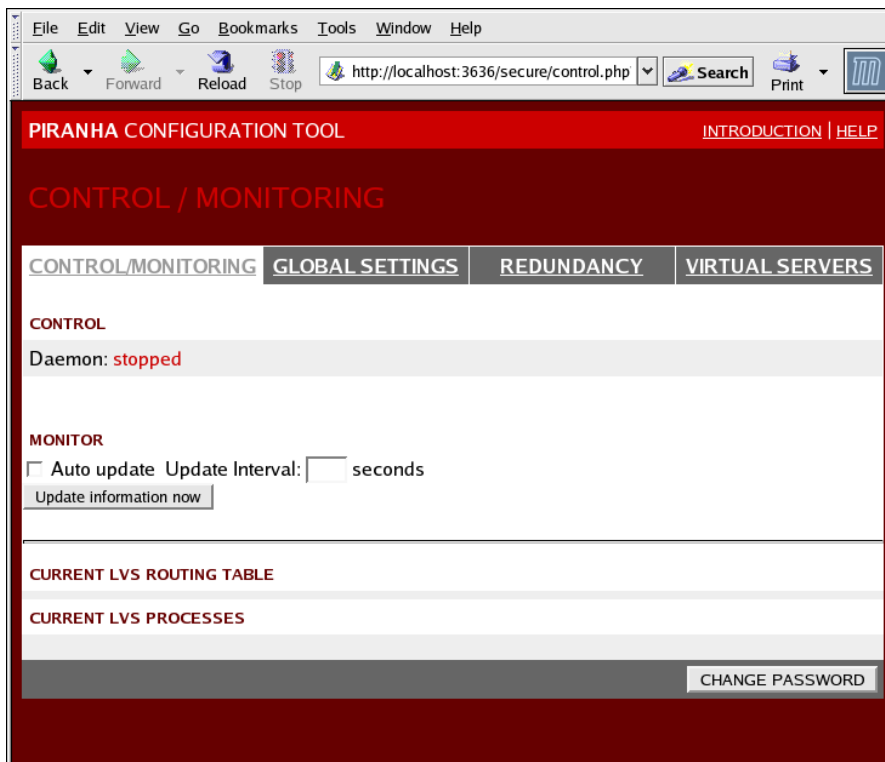 File Edit View Go Bookmarks Tools Window Help
Back Forward Reload Stop http://localhost:3636/secure/control.php Search Print
PIRANHA CONFIGURATION TOOL INTRODUCTION | HELP
CONTROL / MONITORING
CONTROL/MONITORING GLOBAL SETTINGS REDUNDANCY VIRTUAL SERVERS
CONTROL
Daemon: stopped
MONITOR
Auto update Update Interval: seconds
Update information now
CURRENT LVS ROUTING TABLE
CURRENT LVS PROCESSES
CHANGE PASSWORD